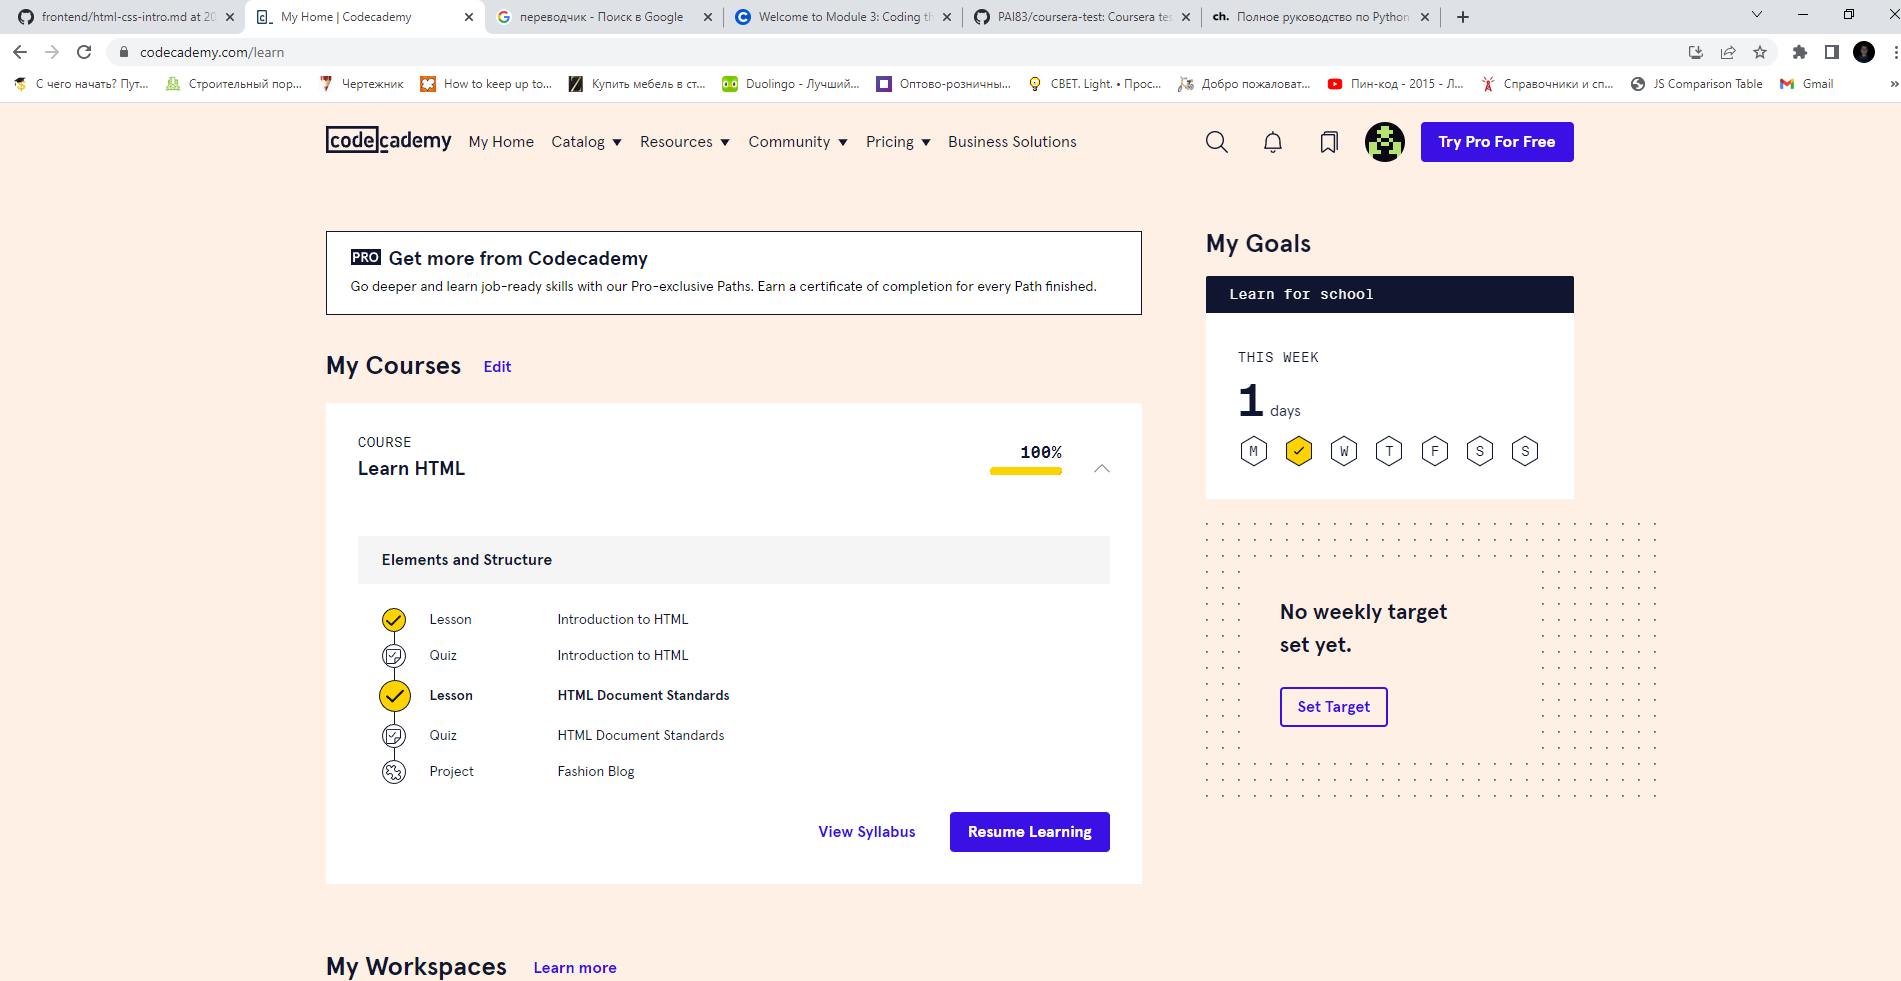 frontend/html-css-intro.md at 20
My Home | Codecademy
переводчик - Поиск в Google
Welcome to Module 3: Coding th
PAI83/coursera-test: Coursera tes
ch. Полное руководство по Python
codecademy.com/learn
С чего начать? Пут...
Строительный пор...
Чертежник
How to keep up to...
Купить мебель в ст...
Duolingo - Лучший...
Оптово-розничны...
СВЕТ. Light. • Прос...
Добро пожаловат...
Пин-код - 2015 - Л...
Справочники и сп...
JS Comparison Table
Gmail
codecademy
My Home
Catalog
Resources
Community
Pricing
Business Solutions
Try Pro For Free
PRO Get more from Codecademy
Go deeper and learn job-ready skills with our Pro-exclusive Paths. Earn a certificate of completion for every Path finished.
My Courses Edit
COURSE
Learn HTML
100%
Elements and Structure
Lesson Introduction to HTML
Quiz Introduction to HTML
Lesson HTML Document Standards
Quiz HTML Document Standards
Project Fashion Blog
View Syllabus
Resume Learning
My Workspaces Learn more
My Goals
Learn for school
THIS WEEK
1 days
M W T F S S
No weekly target
set yet.
Set Target